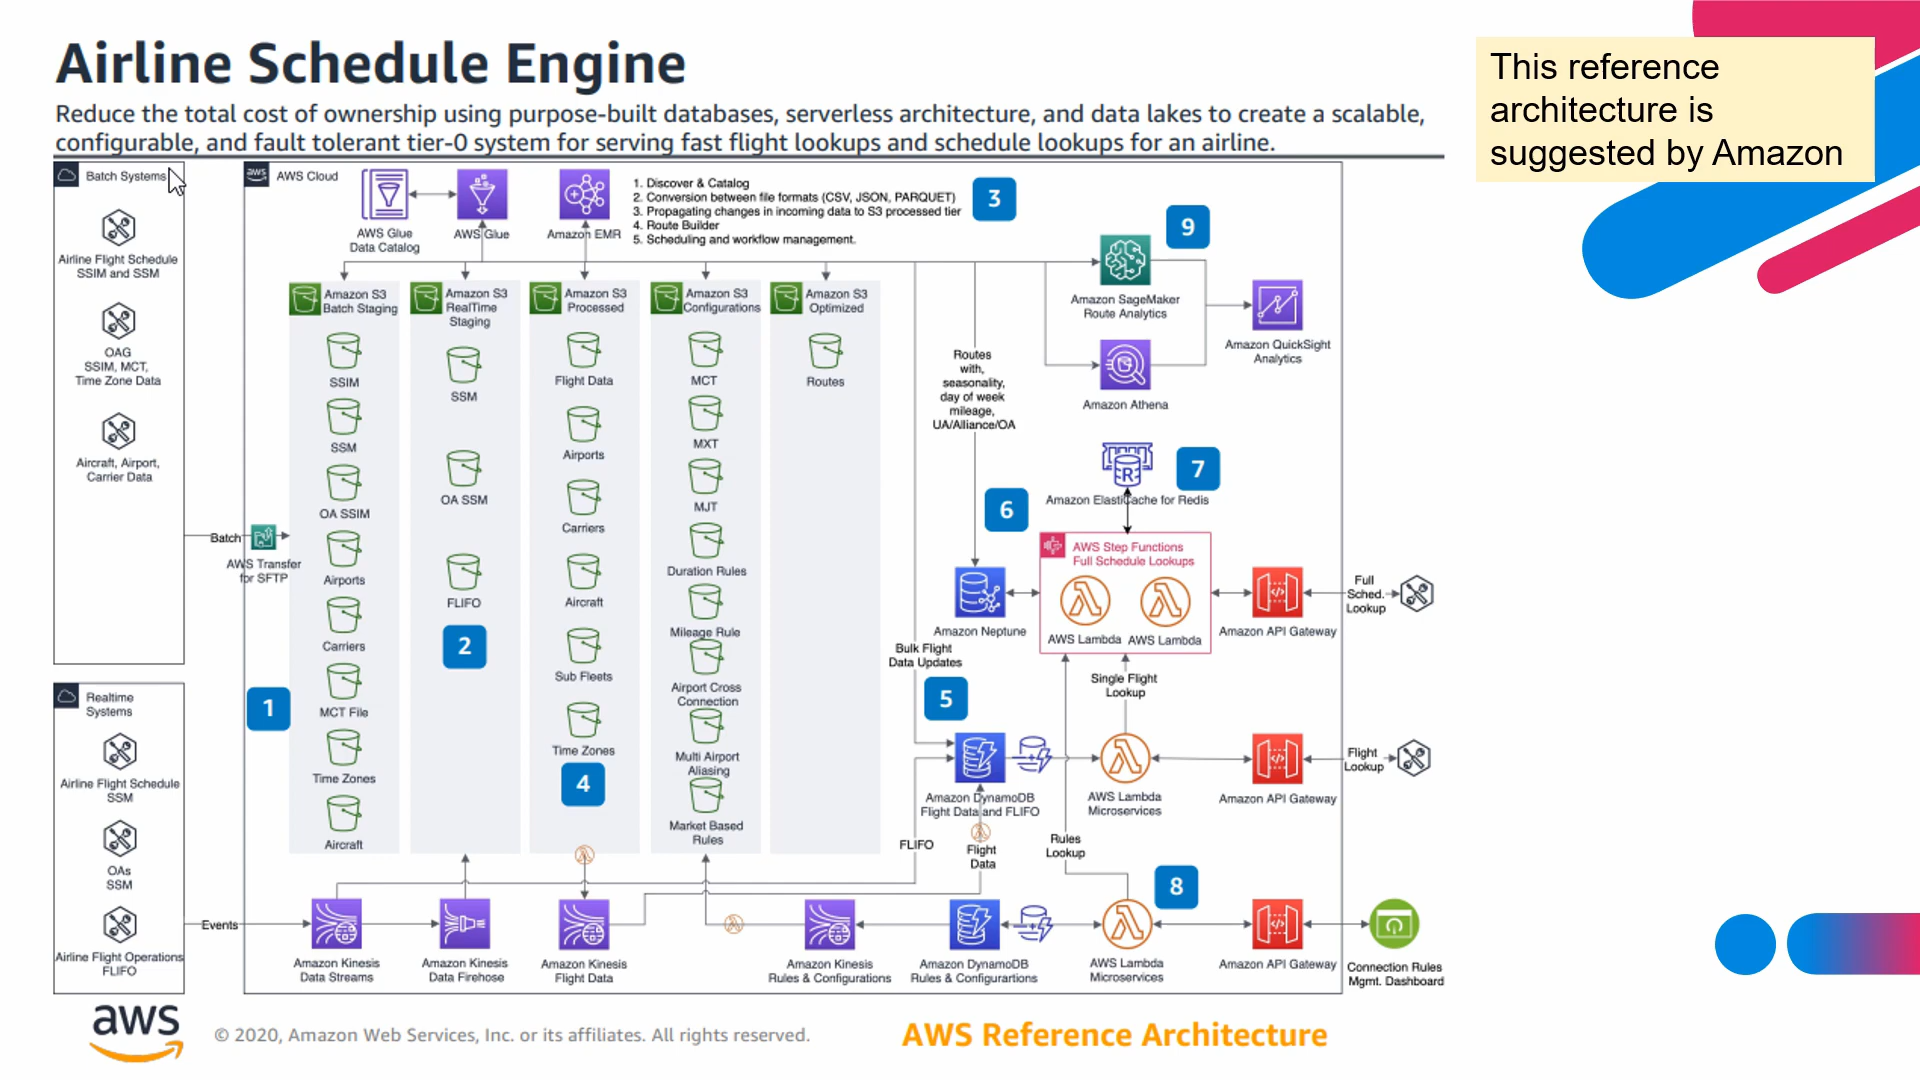 Airline Schedule Engine
Reduce the total cost of ownership using purpose-built databases, serverless architecture, and data lakes to create a scalable,
configurable, and fault tolerant tier-0 system for serving fast flight lookups and schedule lookups for an airline.
This reference
architecture is
suggested by Amazon
Batch Systems
Airline Flight Schedule
SSIM and SSM
OAG
SSIM, MCT,
Time Zone Data
Aircraft, Airport,
Carrier Data
Realtime
Systems
Airline Flight Schedule
SSM
OAs
SSM
Airline Flight Operations
FLIFO
Batch
AWS Transfer
for SFTP
Events
1
aws
AWS Cloud
AWS Glue
Data Catalog
AWS Glue
Amazon EMR
1. Discover & Catalog
2. Conversion between file formats (CSV, JSON, PARQUET)
3. Propagating changes in incoming data to S3 processed tier
4. Route Builder
5. Scheduling and workflow management.
3
Amazon S3
Batch Staging
SSIM
SSM
OA SSIM
Airports
Carriers
MCT File
Time Zones
Aircraft
Amazon S3
RealTime
Staging
SSM
OA SSM
FLIFO
2
Amazon S3
Processed
Flight Data
Airports
Carriers
Aircraft
Sub Fleets
Time Zones
4
Amazon S3
Configurations
MCT
MXT
MJT
Duration Rules
Mileage Rule
Airport Cross
Connection
Multi Airport
Aliasing
Market Based
Rules
Amazon S3
Optimized
Routes
Routes
with,
seasonality,
day of week
mileage,
UA/Alliance/OA
9
Amazon SageMaker
Route Analytics
Amazon Athena
Amazon QuickSight
Analytics
R
7
Amazon ElastiCache for Redis
6
AWS Step Functions
Full Schedule Lookups
AWS Lambda
AWS Lambda
Amazon Neptune
Amazon API Gateway
Full
Sched.
Lookup
Bulk Flight
Data Updates
Single Flight
Lookup
5
Amazon DynamoDB
Flight Data and FLIFO
AWS Lambda
Microservices
Amazon API Gateway
Flight
Lookup
FLIFO
Flight
Data
Rules
Lookup
8
Amazon Kinesis
Data Streams
Amazon Kinesis
Data Firehose
Amazon Kinesis
Flight Data
Amazon Kinesis
Rules & Configurations
Amazon DynamoDB
Rules & Configurartions
AWS Lambda
Microservices
Amazon API Gateway
Connection Rules
Mgmt. Dashboard
aws
© 2020, Amazon Web Services, Inc. or its affiliates. All rights reserved.
AWS Reference Architecture